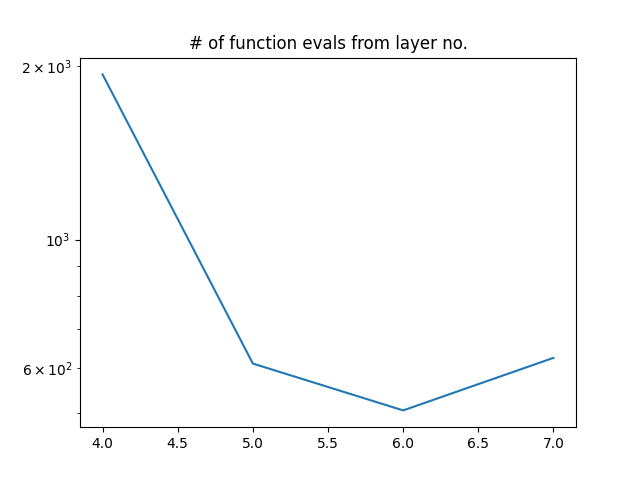 # of function evals from layer no.
2 × 10³
10³
6 × 10²
4.0 4.5 5.0 5.5 6.0 6.5 7.0